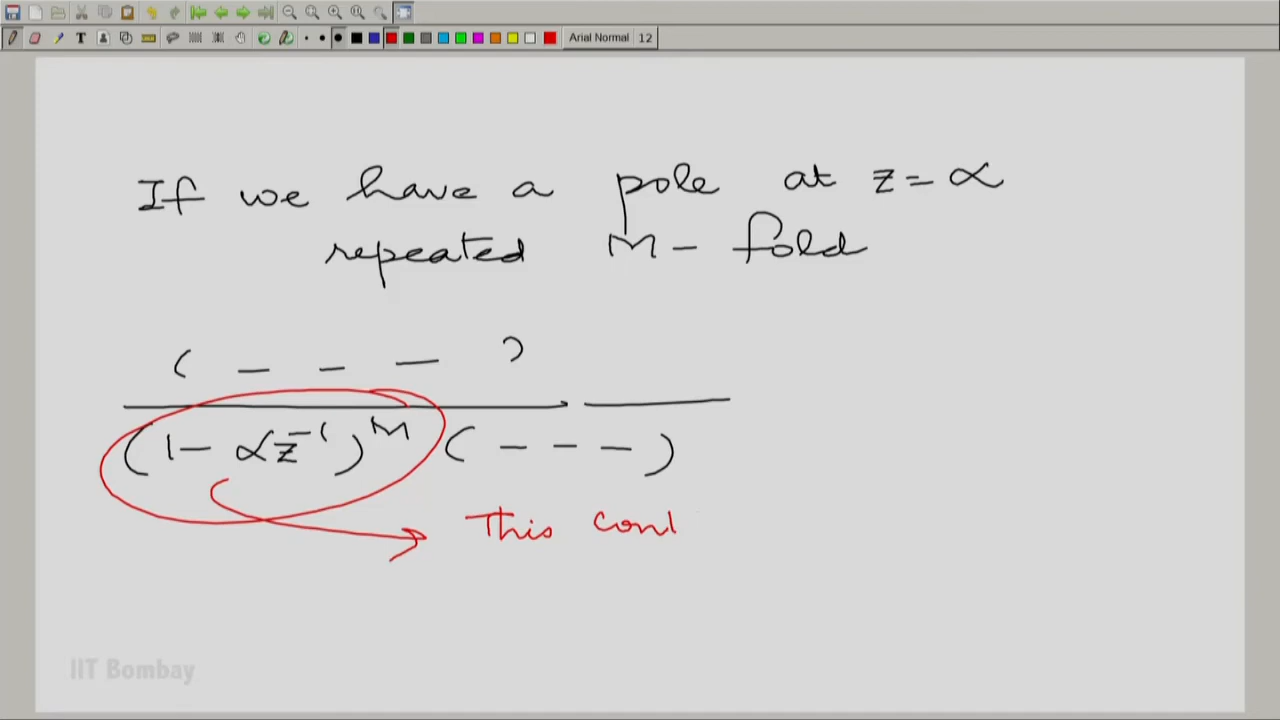 Arial Normal 12
If we have a pole at z = α
repeated M - fold
( _ _ _ )
(1 - αz⁻¹)ᴹ ( - - - )
This cont
IIT Bombay